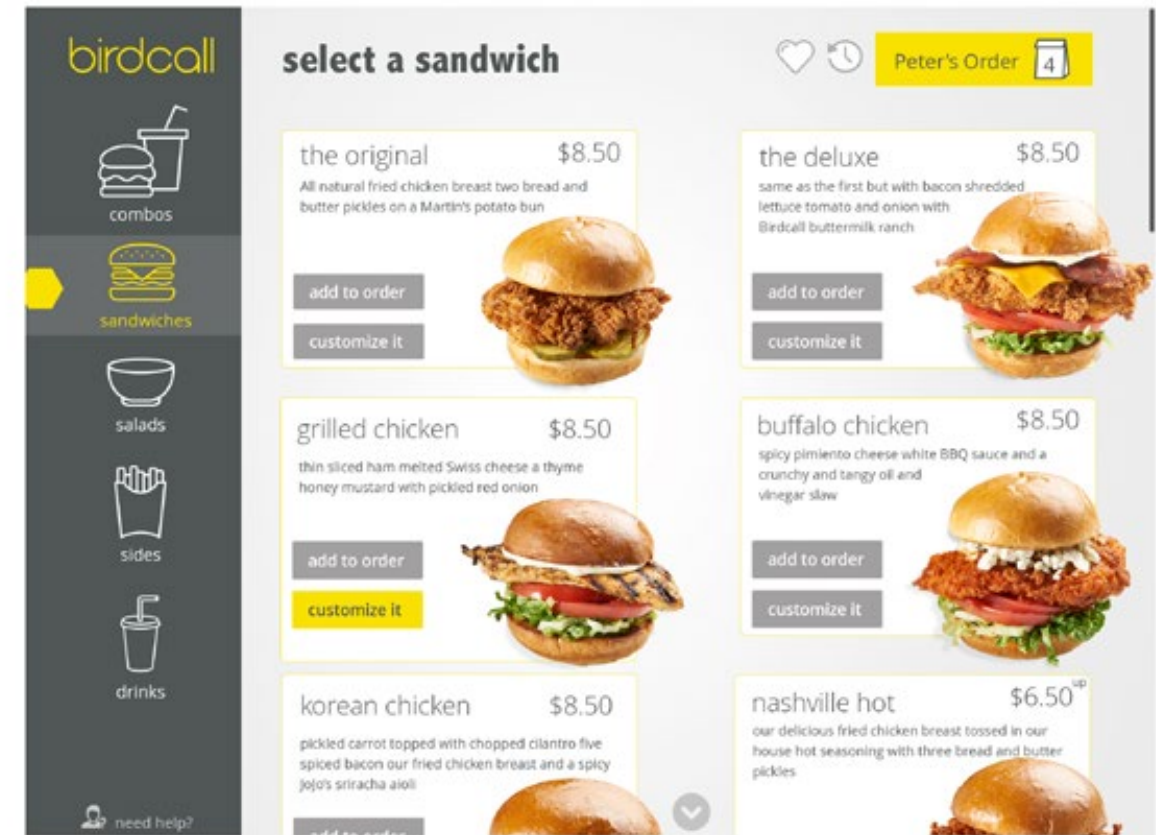 birdcall
select a sandwich
Peter's Order 4
combos
sandwiches
salads
sides
drinks
need help?
the original $8.50
All natural fried chicken breast two bread and
butter pickles on a Martin's potato bun
add to order
customize it
the deluxe $8.50
same as the first but with bacon shredded
lettuce tomato and onion with
Birdcall buttermilk ranch
add to order
customize it
grilled chicken $8.50
thin sliced ham melted Swiss cheese a thyme
honey mustard with pickled red onion
add to order
customize it
buffalo chicken $8.50
spicy pimiento cheese white BBQ sauce and a
crunchy and tangy oil and
vinegar slaw
add to order
customize it
korean chicken $8.50
pickled carrot topped with chopped cilantro five
spiced bacon our fried chicken breast and a spicy
JoJo's sriracha aioli
add to order
nashville hot $6.50 up
our delicious fried chicken breast tossed in our
house hot seasoning with three bread and butter
pickles